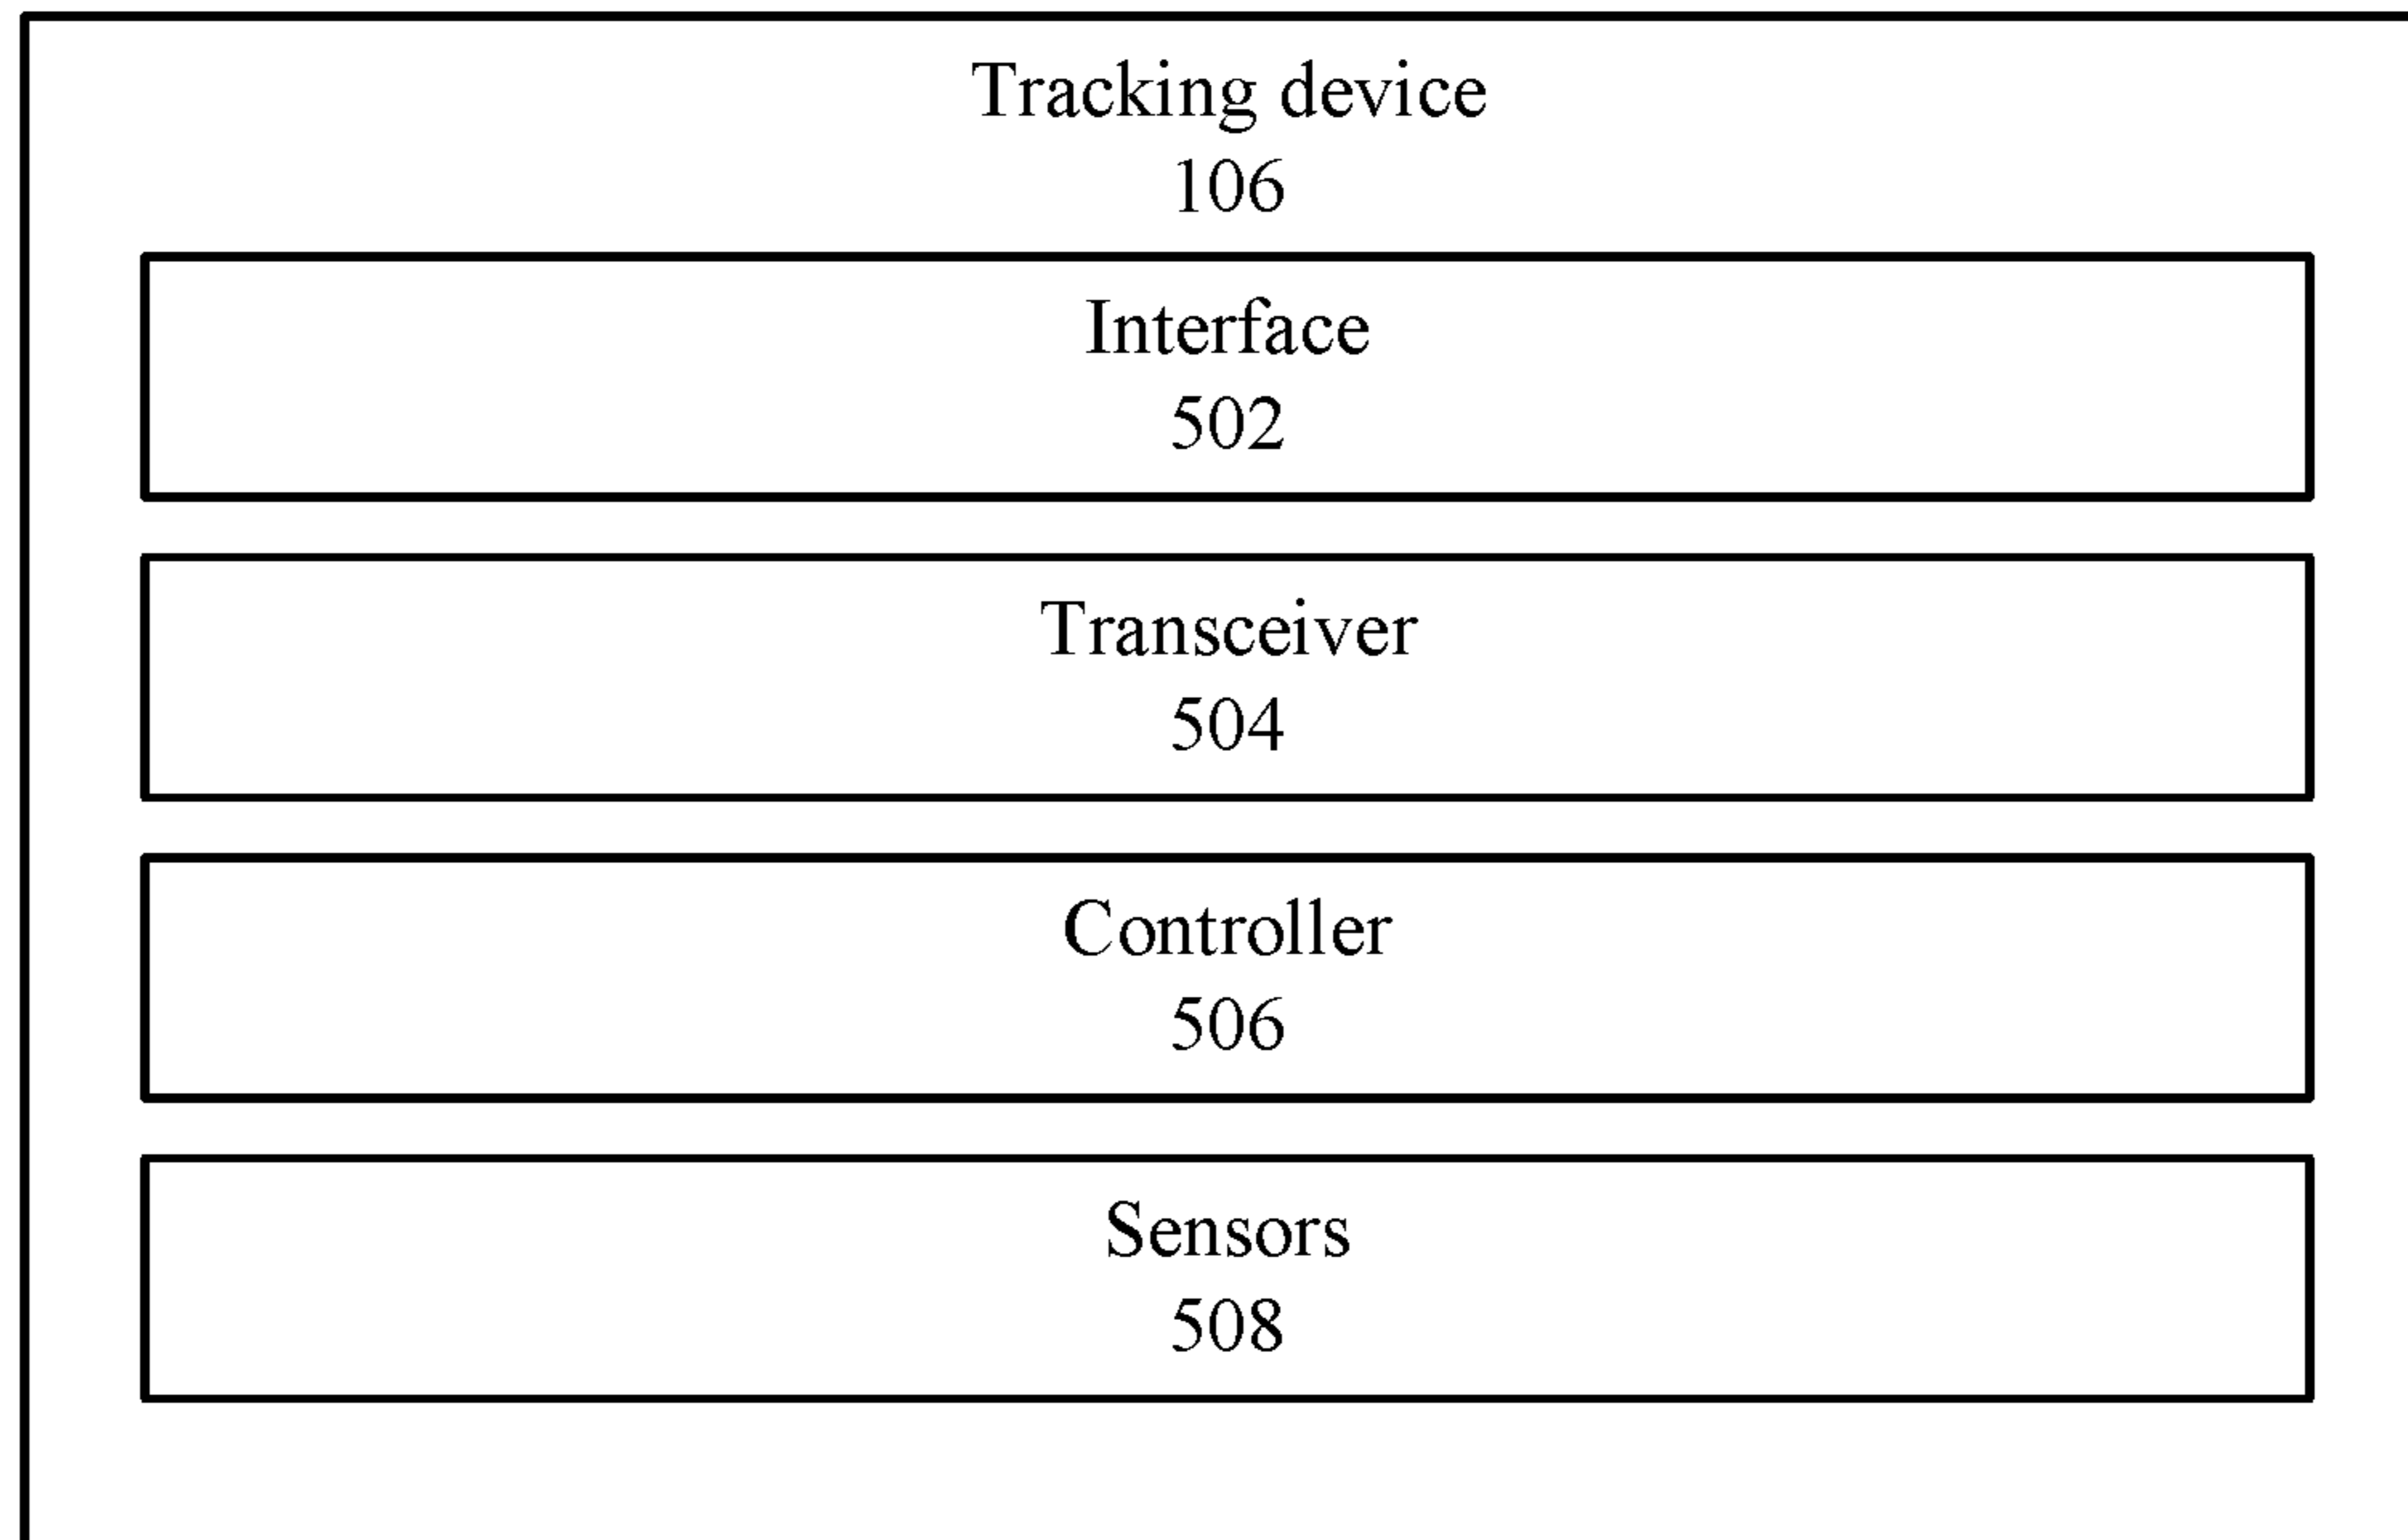 Tracking device
106
Interface
502
Transceiver
504
Controller
506
Sensors
508